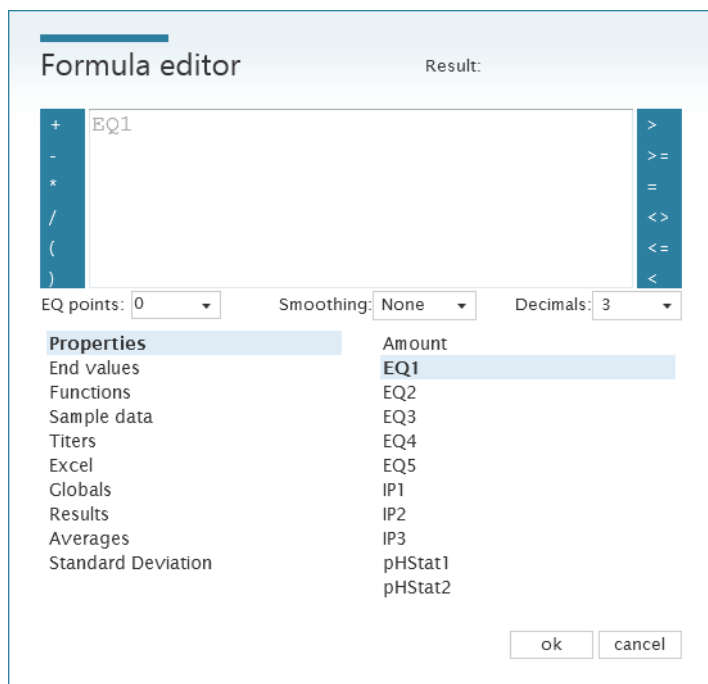 Formula editor
Result:
+
EQ1
>
-
>=
*
=
/
<>
(
<=
)
<
EQ points: 0
Smoothing: None
Decimals: 3
Properties
Amount
End values
EQ1
Functions
EQ2
Sample data
EQ3
Titers
EQ4
Excel
EQ5
Globals
IP1
Results
IP2
Averages
IP3
Standard Deviation
pHStat1
pHStat2
ok
cancel